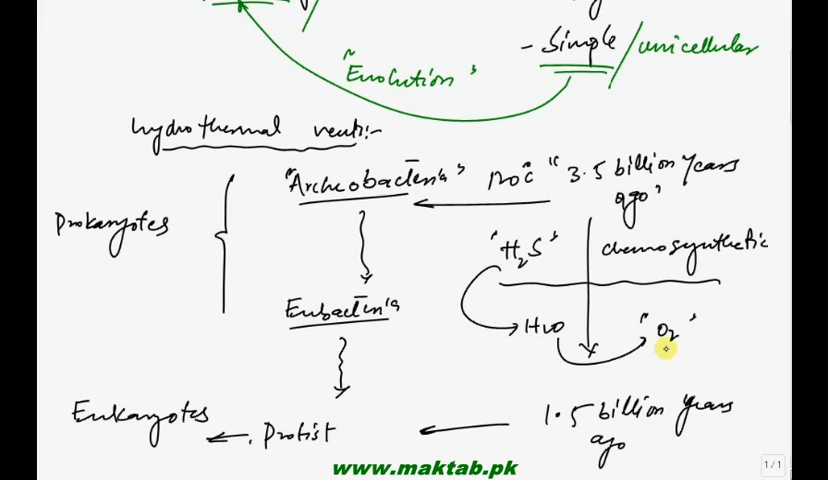 - Simple / unicellular
"Evolution"
hydrothermal vents:-
"Archeobacteria" "3.5 billion years
ago"
Prokaryotes
"H2S" chemosynthetic
Eubacteria
H2O "O2"
Eukaryotes
Protist
1.5 billion years
ago
www.maktab.pk
1/1